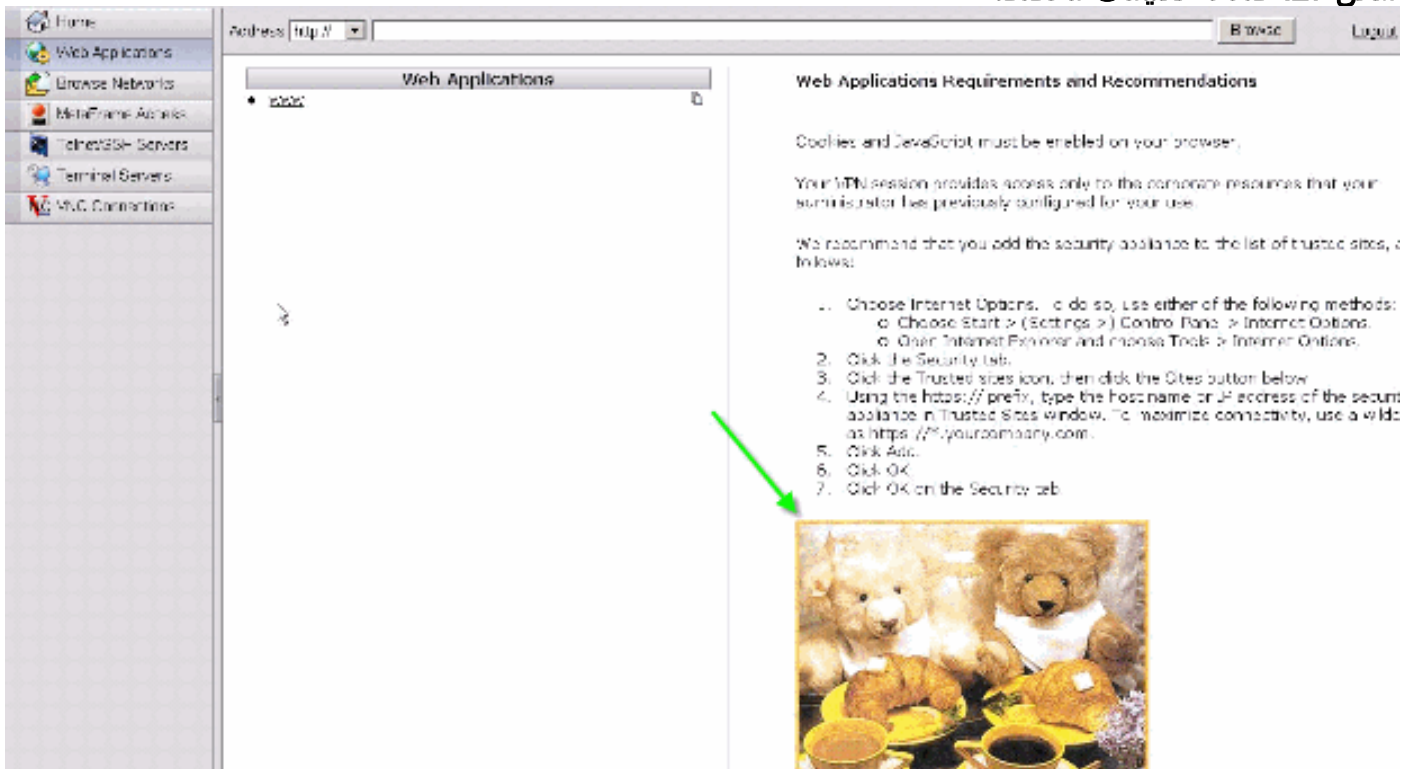 Home
Web Applications
Browse Networks
MetaFrame Access
Telnet/SSH Servers
Terminal Servers
VNC Connections
Address http://
Browse
Logout
Web Applications
Web Applications Requirements and Recommendations
Cookies and JavaScript must be enabled on your browser.
Your VPN session provides access only to the corporate resources that your
administrator has previously configured for your use.
We recommend that you add the security appliance to the list of trusted sites,
follows:
1. Choose Internet Options. To do so, use either of the following methods:
o Choose Start > (Settings >) Control Panel > Internet Options.
o Open Internet Explorer and choose Tools > Internet Options.
2. Click the Security tab.
3. Click the Trusted sites icon, then click the Sites button below
4. Using the https:// prefix, type the host name or IP address of the
appliance in Trusted Sites window. To maximize connectivity, use a
as https://*.yourcompany.com.
5. Click Add.
6. Click OK
7. Click OK on the Security tab